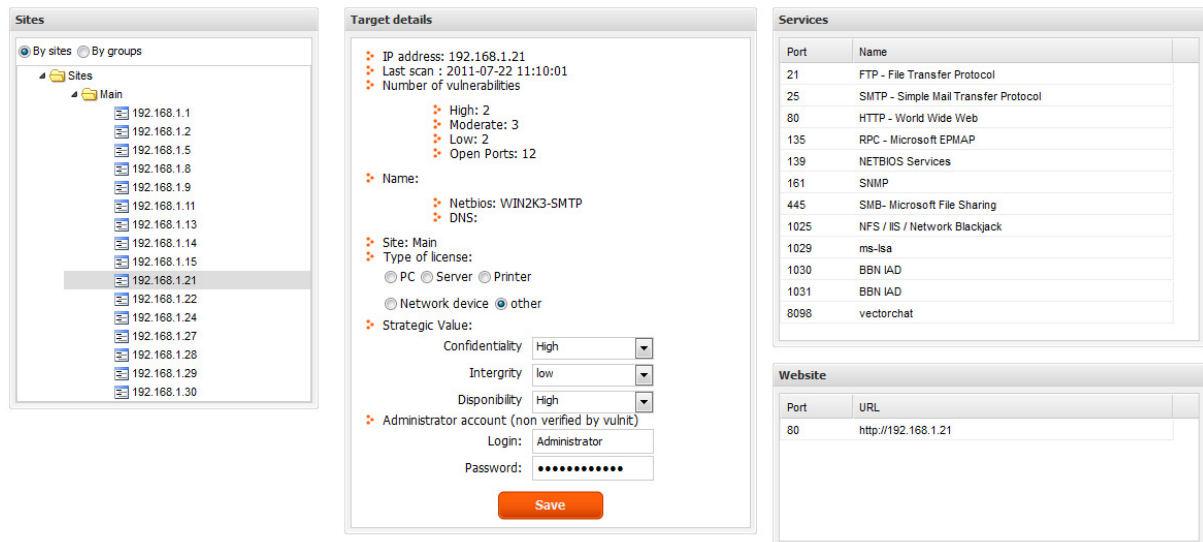 Sites
By sites By groups
Sites
Main
192.168.1.1
192.168.1.2
192.168.1.5
192.168.1.8
192.168.1.9
192.168.1.11
192.168.1.13
192.168.1.14
192.168.1.15
192.168.1.21
192.168.1.22
192.168.1.24
192.168.1.27
192.168.1.28
192.168.1.29
192.168.1.30
Target details
IP address: 192.168.1.21
Last scan : 2011-07-22 11:10:01
Number of vulnerabilities
High: 2
Moderate: 3
Low: 2
Open Ports: 12
Name:
Netbios: WIN2K3-SMTP
DNS:
Site: Main
Type of license:
PC Server Printer
Network device other
Strategic Value:
Confidentiality High
Intergrity low
Disponibility High
Administrator account (non verified by vulnit)
Login: Administrator
Password: ●●●●●●●●●●●●
Save
Services
Port Name
21 FTP - File Transfer Protocol
25 SMTP - Simple Mail Transfer Protocol
80 HTTP - World Wide Web
135 RPC - Microsoft EPMAP
139 NETBIOS Services
161 SNMP
445 SMB- Microsoft File Sharing
1025 NFS / IIS / Network Blackjack
1029 ms-lsa
1030 BBN IAD
1031 BBN IAD
8098 vectorchat
Website
Port URL
80 http://192.168.1.21